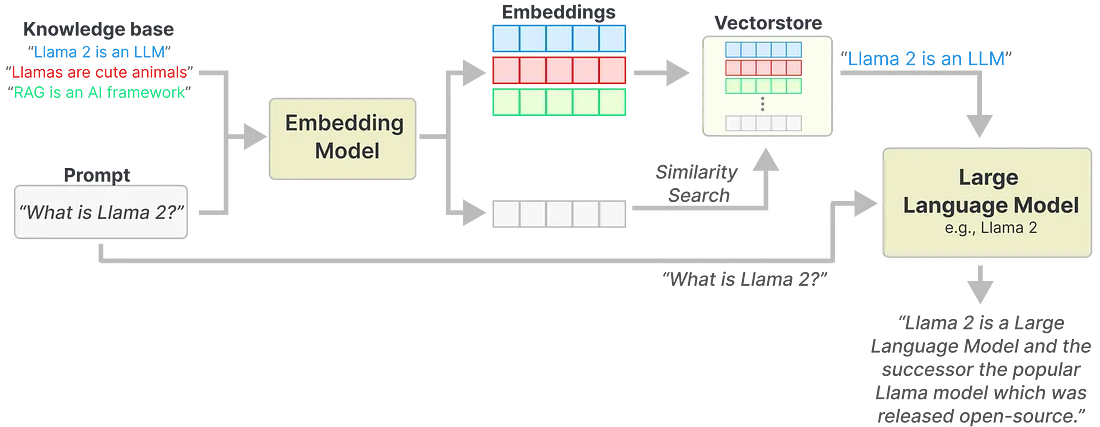 Knowledge base
“Llama 2 is an LLM”
“Llamas are cute animals”
“RAG is an AI framework”
Prompt
“What is Llama 2?”
Embedding
Model
Embeddings
Similarity
Search
Vectorstore
“Llama 2 is an LLM”
“What is Llama 2?”
Large
Language Model
e.g., Llama 2
“Llama 2 is a Large
Language Model and the
successor the popular
Llama model which was
released open-source.”